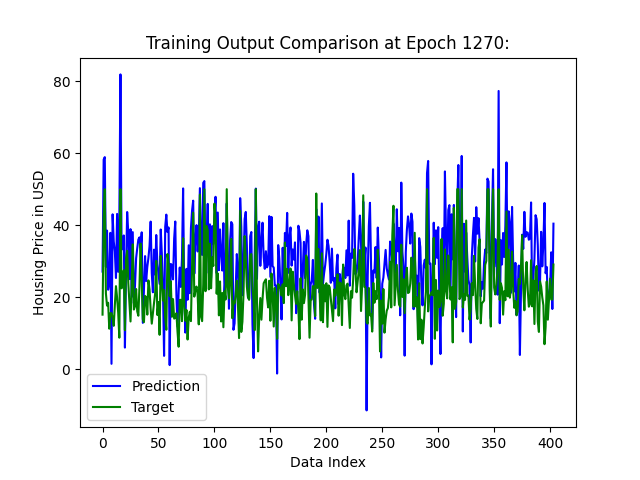 Training Output Comparison at Epoch 1270:
80
60
40
20
0
Housing Price in USD
Prediction
Target
0 50 100 150 200 250 300 350 400
Data Index